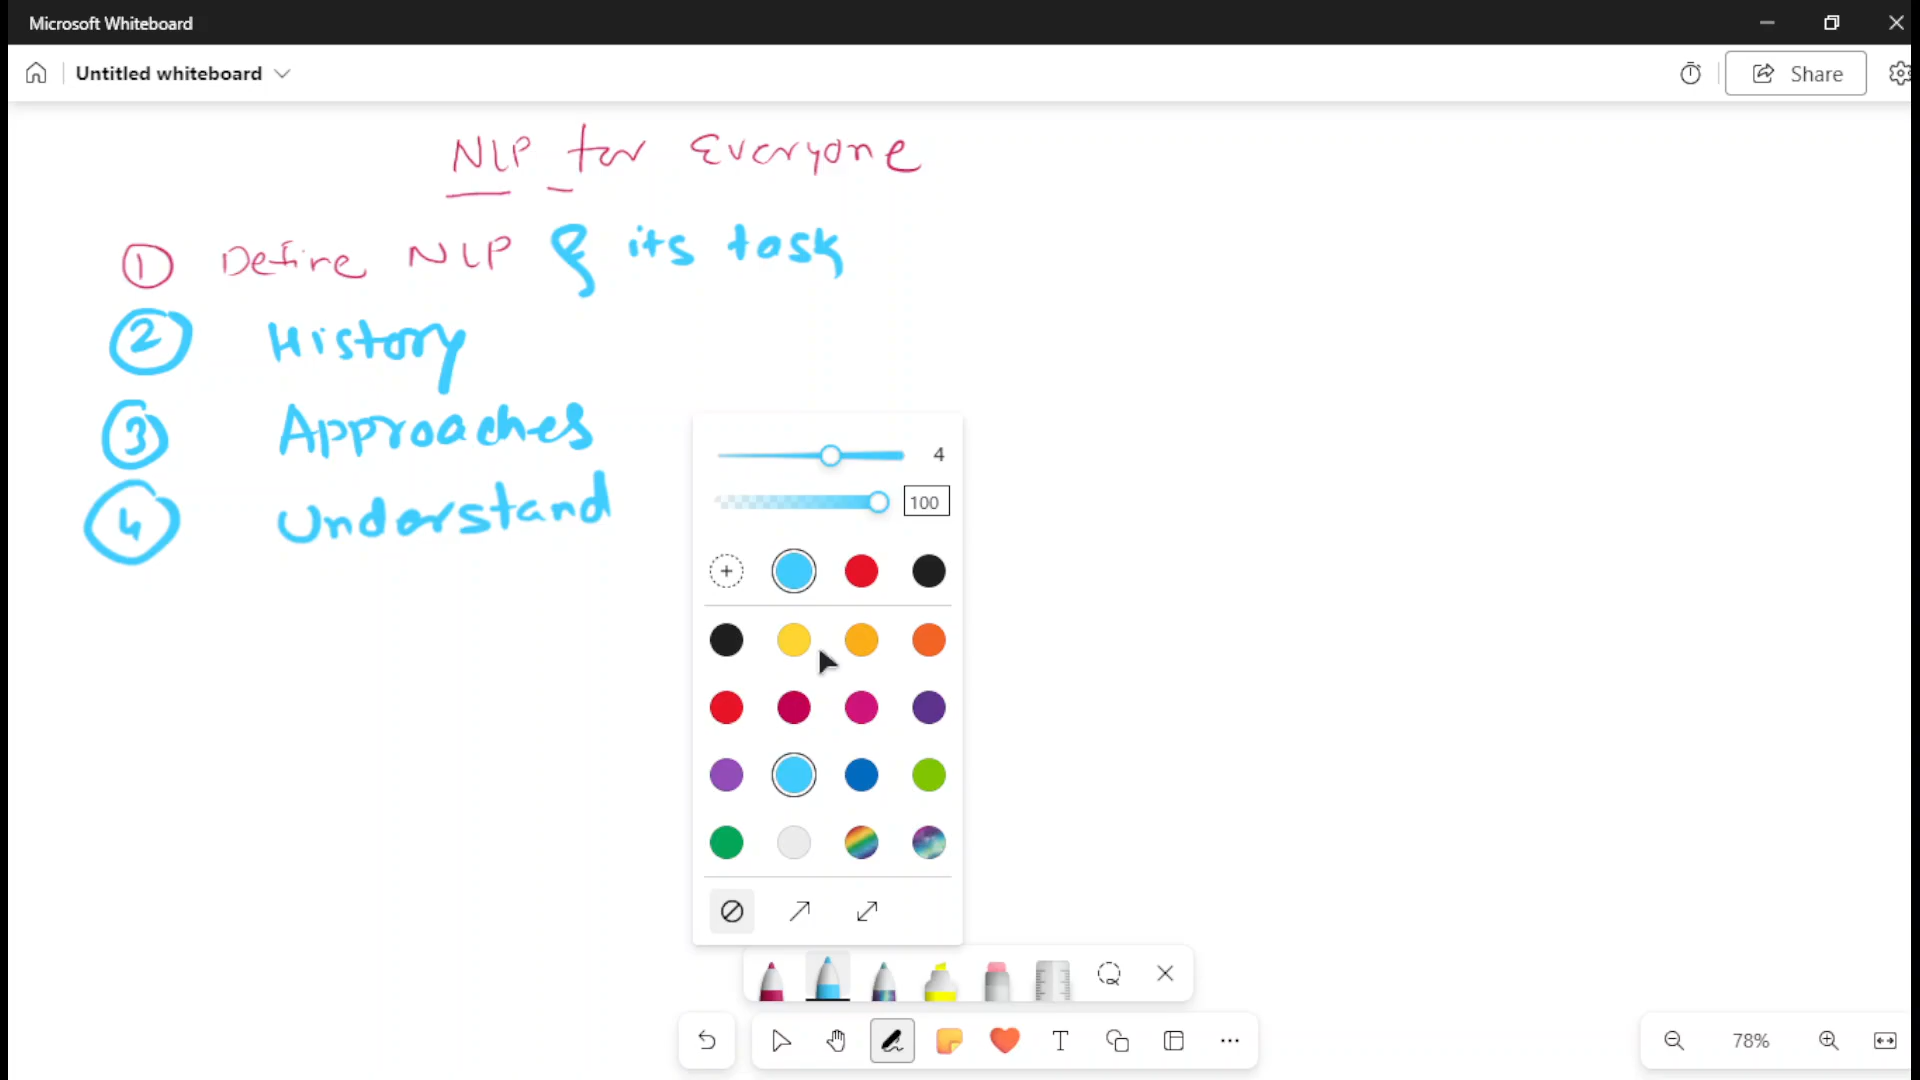 Microsoft Whiteboard
Untitled whiteboard
Share
NLP for Everyone
1 Define NLP & its task
2 History
3 Approaches
4 Understand
4
100
78%